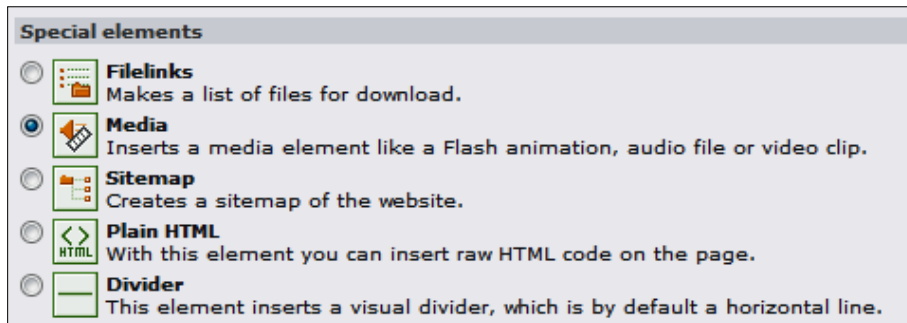 Special elements
Filelinks
Makes a list of files for download.
Media
Inserts a media element like a Flash animation, audio file or video clip.
Sitemap
Creates a sitemap of the website.
Plain HTML
HTML
With this element you can insert raw HTML code on the page.
Divider
This element inserts a visual divider, which is by default a horizontal line.